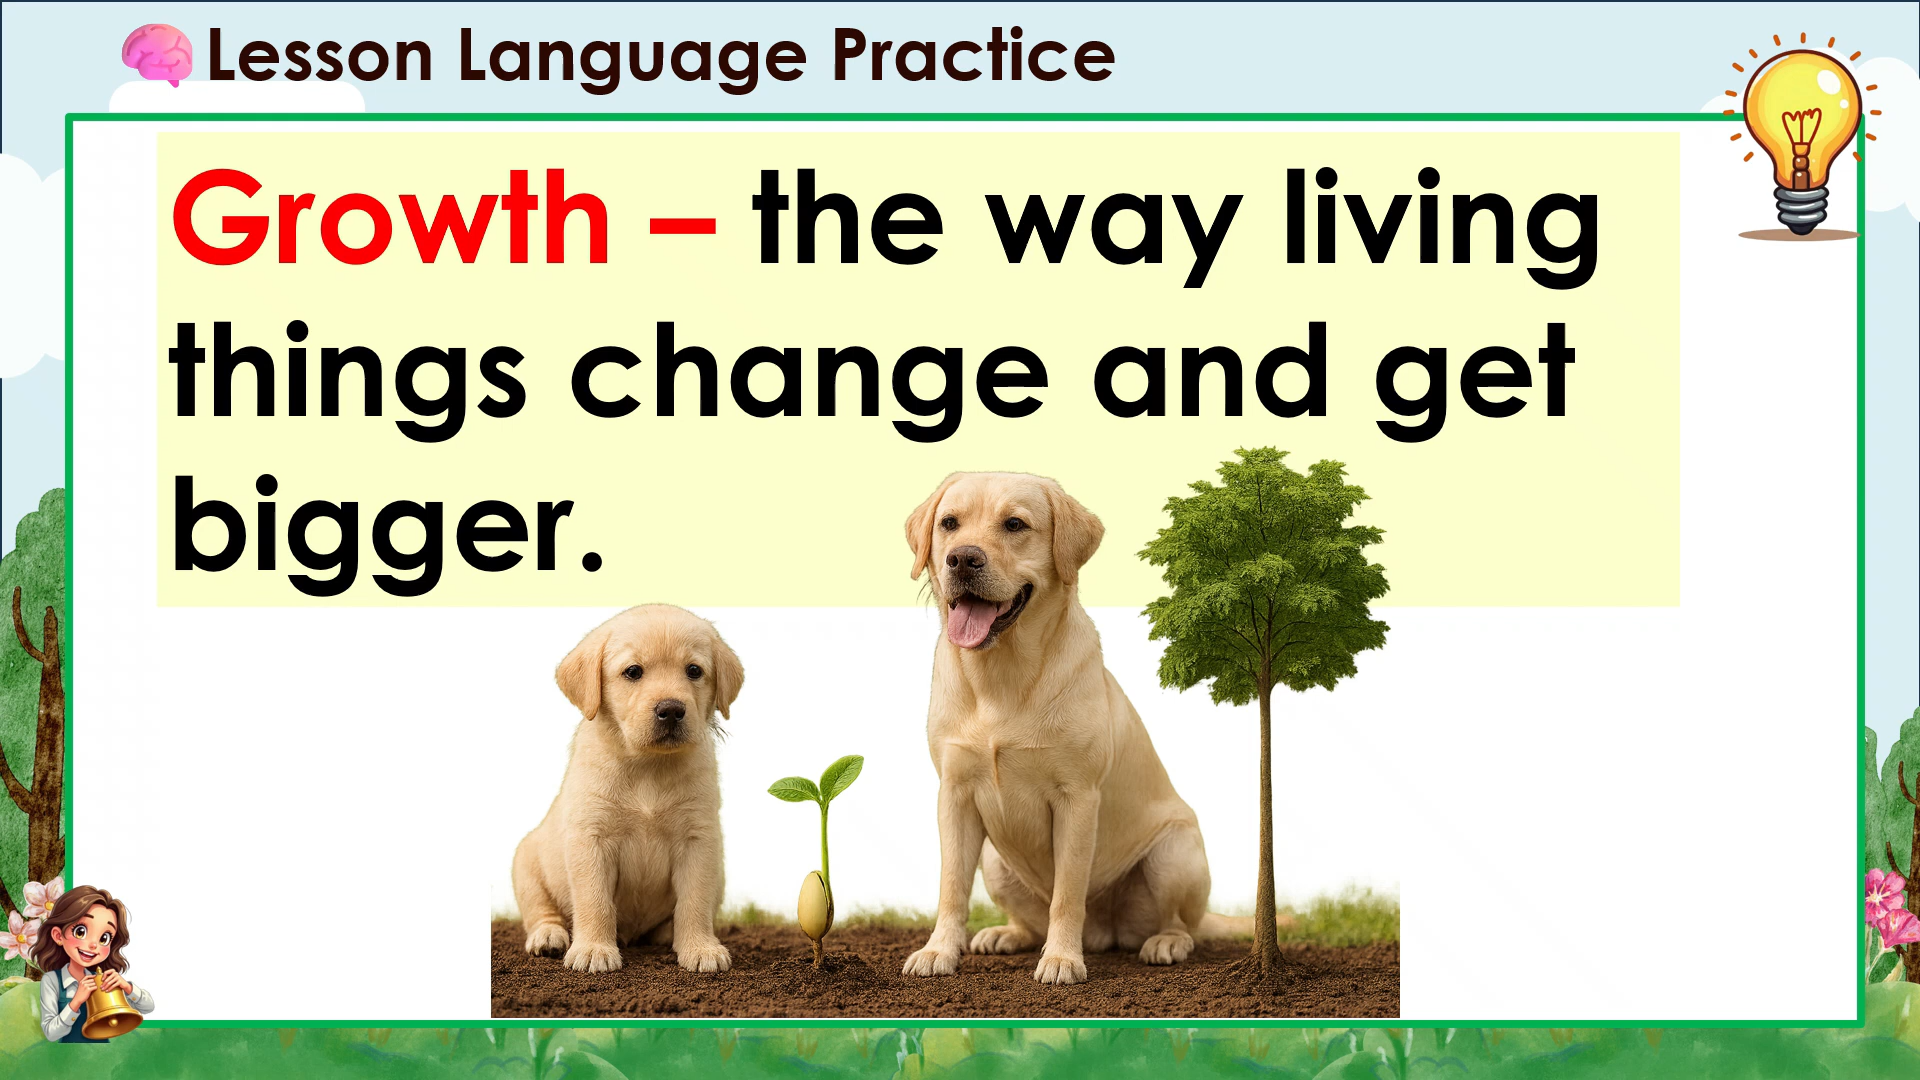 Lesson Language Practice
Growth – the way living
things change and get
bigger.